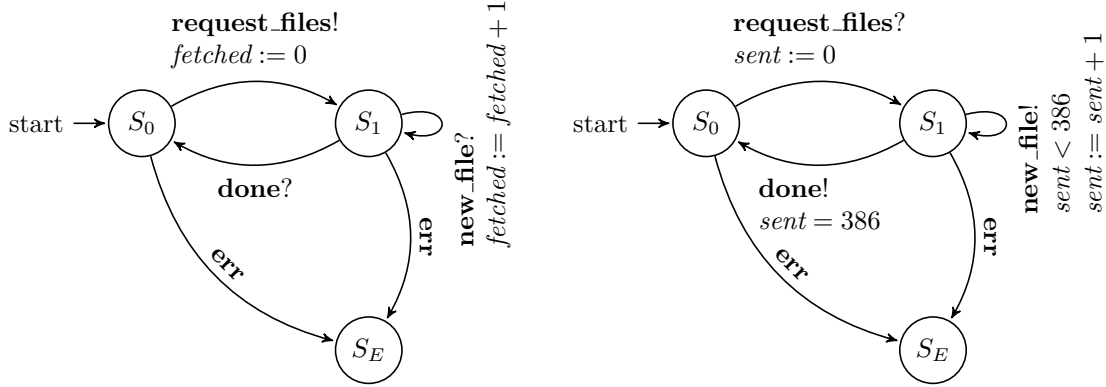 request_files!
fetched := 0
start
S0
S1
done?
new_file?
fetched := fetched + 1
err
err
SE
request_files?
sent := 0
start
S0
S1
done!
sent = 386
new_file!
sent < 386
sent := sent + 1
err
err
SE